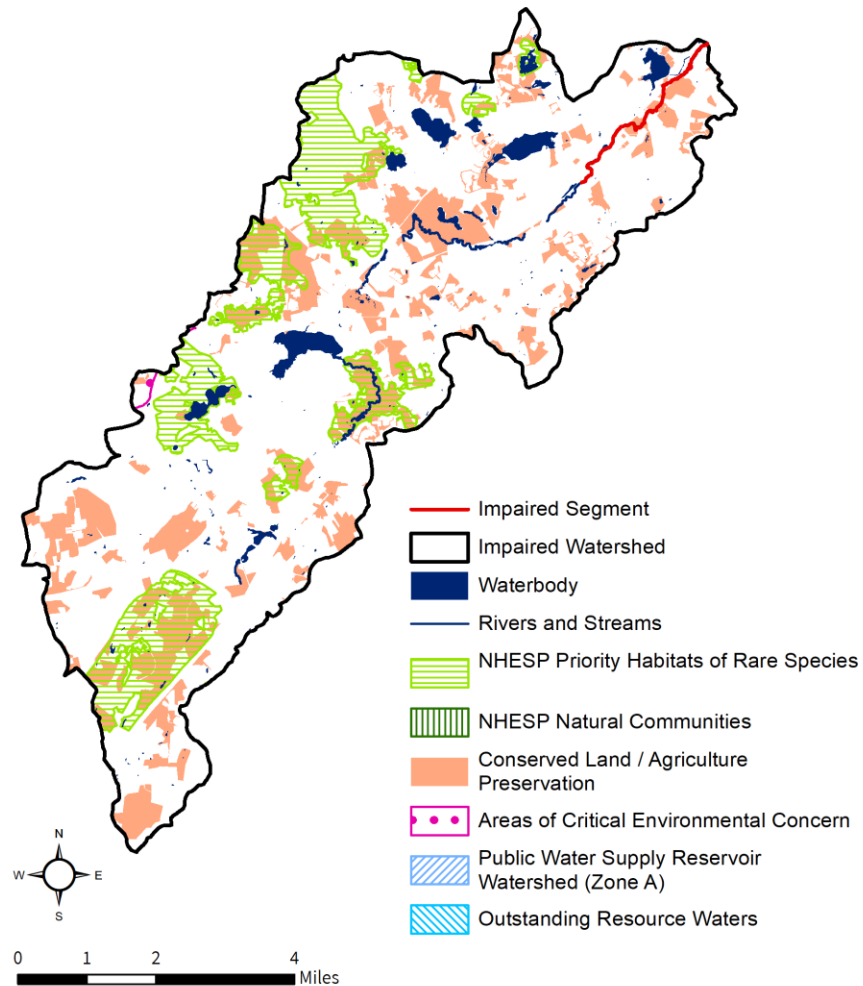 Impaired Segment
Impaired Watershed
Waterbody
Rivers and Streams
NHESP Priority Habitats of Rare Species
NHESP Natural Communities
Conserved Land / Agriculture
Preservation
Areas of Critical Environmental Concern
Public Water Supply Reservoir
Watershed (Zone A)
Outstanding Resource Waters
N
W E
S
0 1 2 4
Miles